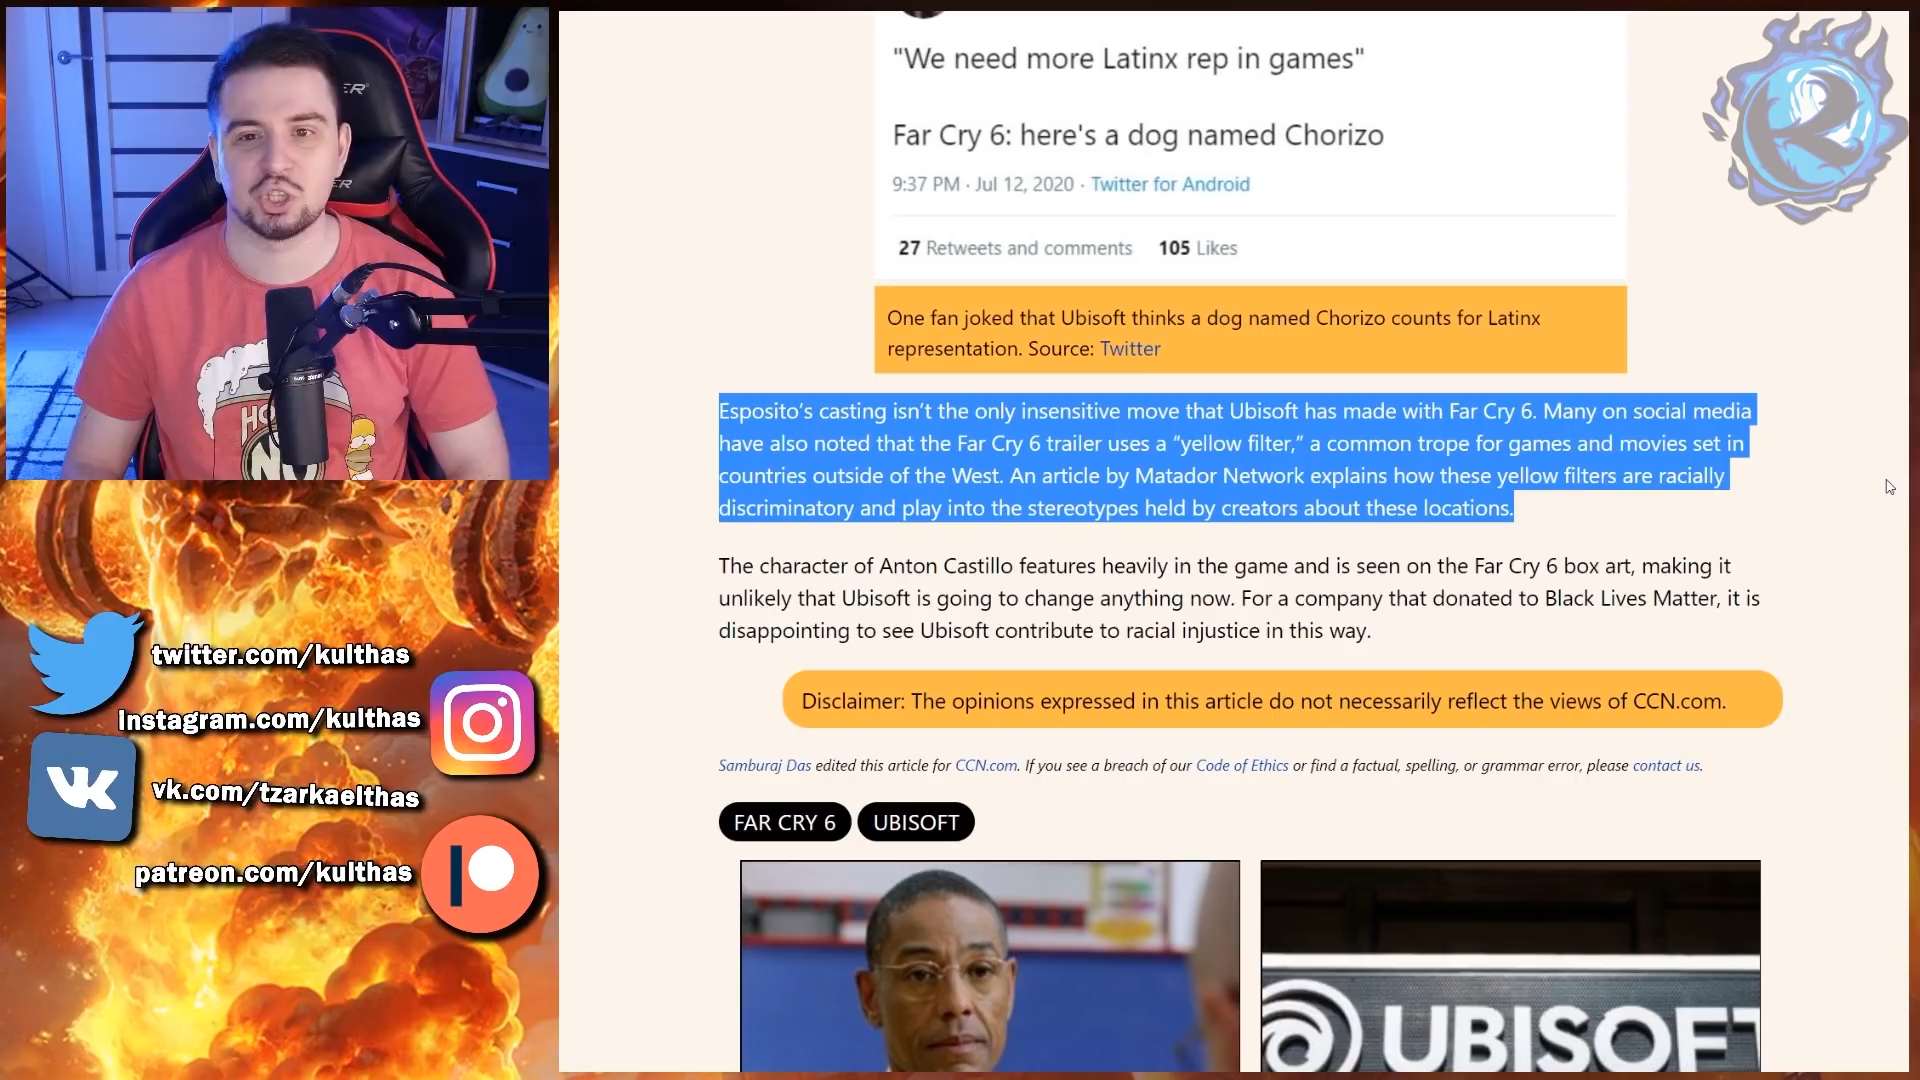 "We need more Latinx rep in games"
Far Cry 6: here's a dog named Chorizo
9:37 PM · Jul 12, 2020 · Twitter for Android
27 Retweets and comments 105 Likes
One fan joked that Ubisoft thinks a dog named Chorizo counts for Latinx
representation. Source: Twitter
Esposito’s casting isn’t the only insensitive move that Ubisoft has made with Far Cry 6. Many on social media
have also noted that the Far Cry 6 trailer uses a “yellow filter,” a common trope for games and movies set in
countries outside of the West. An article by Matador Network explains how these yellow filters are racially
discriminatory and play into the stereotypes held by creators about these locations.
The character of Anton Castillo features heavily in the game and is seen on the Far Cry 6 box art, making it
unlikely that Ubisoft is going to change anything now. For a company that donated to Black Lives Matter, it is
disappointing to see Ubisoft contribute to racial injustice in this way.
Disclaimer: The opinions expressed in this article do not necessarily reflect the views of CCN.com.
Samburaj Das edited this article for CCN.com. If you see a breach of our Code of Ethics or find a factual, spelling, or grammar error, please contact us.
FAR CRY 6 UBISOFT
UBISOFT
twitter.com/kulthas
instagram.com/kulthas
vk.com/tzarkaelthas
patreon.com/kulthas